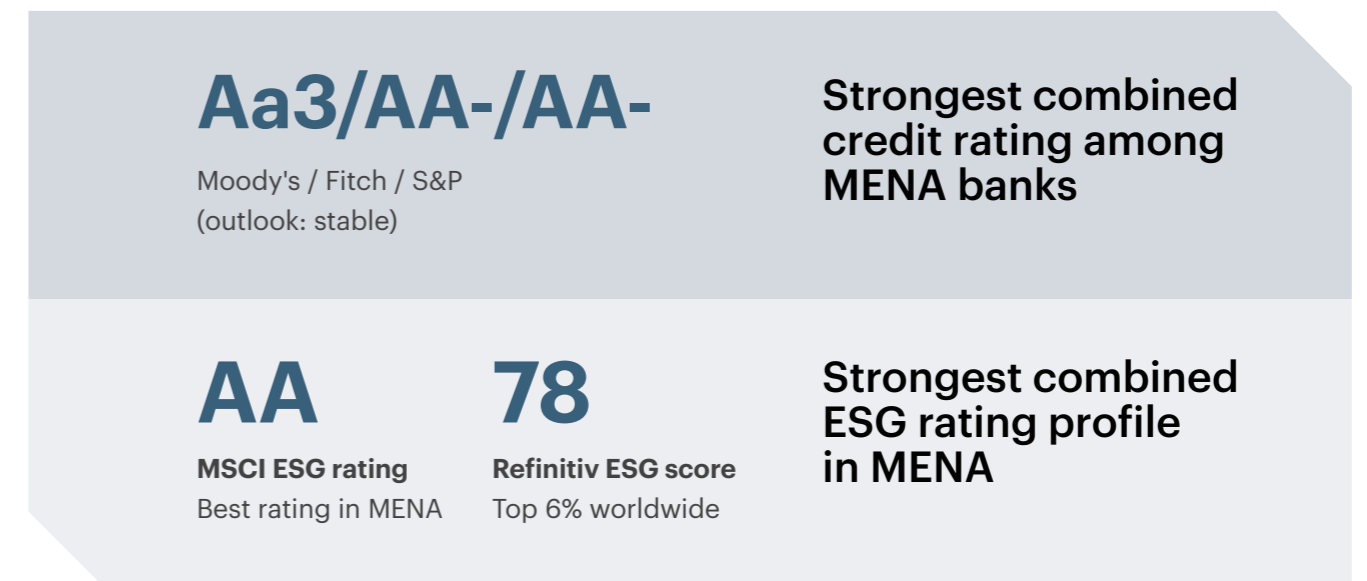 Aa3/AA-/AA-
Moody's / Fitch / S&P
(outlook: stable)
Strongest combined
credit rating among
MENA banks
AA
MSCI ESG rating
Best rating in MENA
78
Refinitiv ESG score
Top 6% worldwide
Strongest combined
ESG rating profile
in MENA